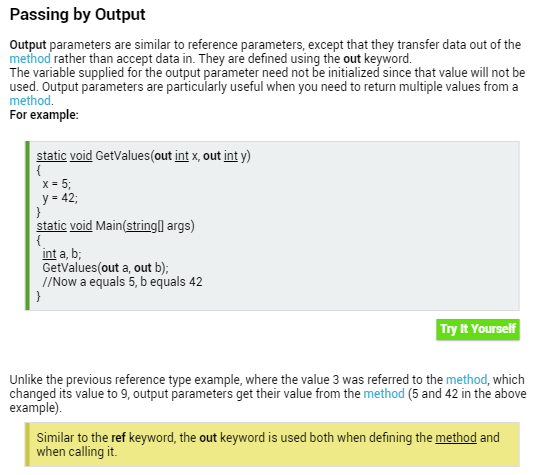 Passing by Output
Output parameters are similar to reference parameters, except that they transfer data out of the
method rather than accept data in. They are defined using the out keyword.
The variable supplied for the output parameter need not be initialized since that value will not be
used. Output parameters are particularly useful when you need to return multiple values from a
method.
For example:
static void GetValues(out int x, out int y)
{
x = 5;
y = 42;
}
static void Main(string[] args)
{
int a, b;
GetValues(out a, out b);
//Now a equals 5, b equals 42
}
Try It Yourself
Unlike the previous reference type example, where the value 3 was referred to the method, which
changed its value to 9, output parameters get their value from the method (5 and 42 in the above
example).
Similar to the ref keyword, the out keyword is used both when defining the method and
when calling it.